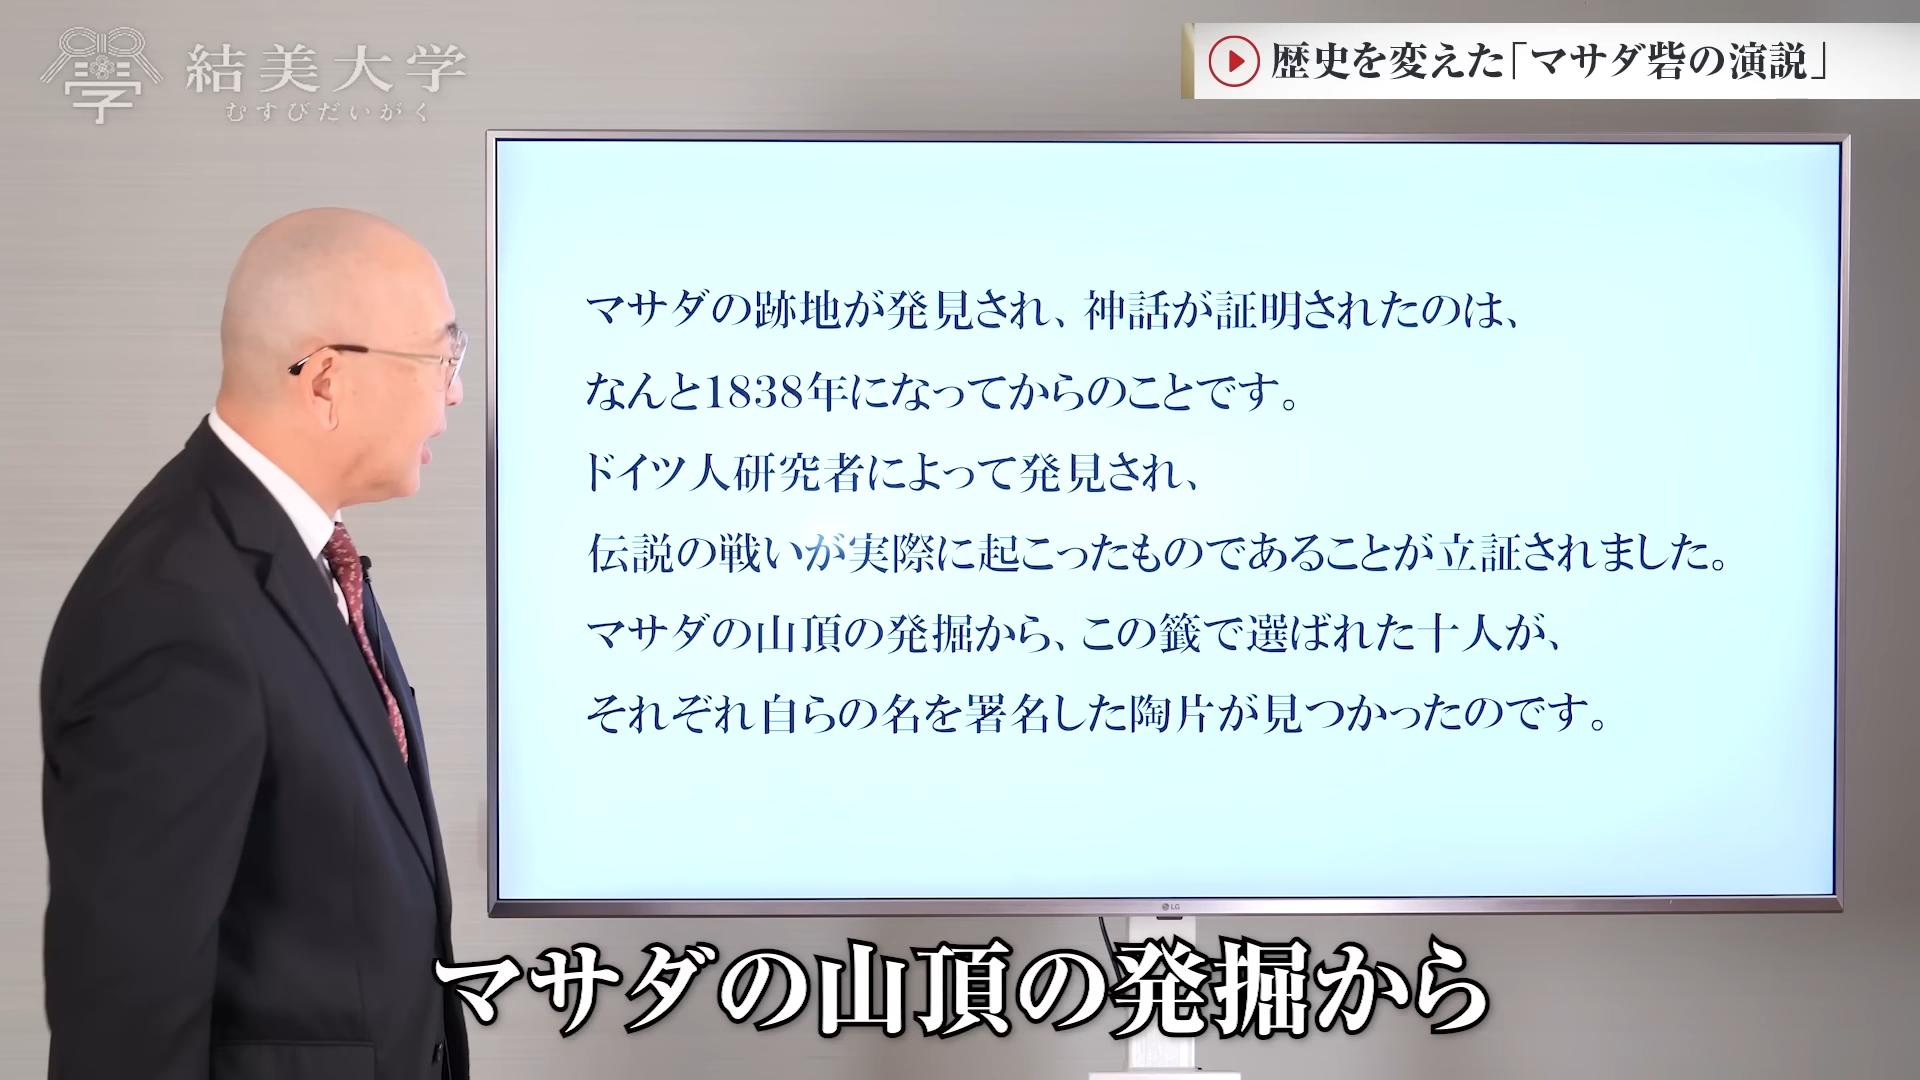 結美大学
むすびだいがく
歴史を変えた「マサダ砦の演説」
マサダの跡地が発見され、神話が証明されたのは、
なんと1838年になってからのことです。
ドイツ人研究者によって発見され、
伝説の戦いが実際に起こったものであることが立証されました。
マサダの山頂の発掘から、この籤で選ばれた十人が、
それぞれ自らの名を署名した陶片が見つかったのです。
LG
マサダの山頂の発掘から